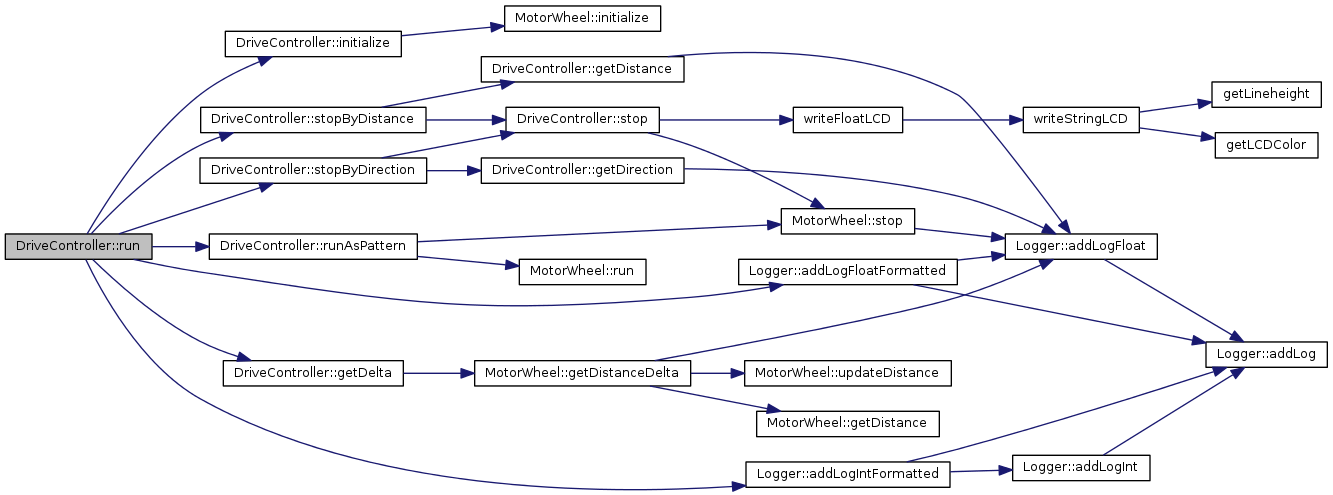 MotorWheel::initialize
DriveController::initialize
DriveController::getDistance
getLineheight
DriveController::stopByDistance
DriveController::stop
writeFloatLCD
writeStringLCD
getLCDColor
DriveController::stopByDirection
DriveController::getDirection
MotorWheel::stop
DriveController::run
DriveController::runAsPattern
Logger::addLogFloat
MotorWheel::run
Logger::addLogFloatFormatted
Logger::addLog
DriveController::getDelta
MotorWheel::getDistanceDelta
MotorWheel::updateDistance
MotorWheel::getDistance
Logger::addLogIntFormatted
Logger::addLogInt